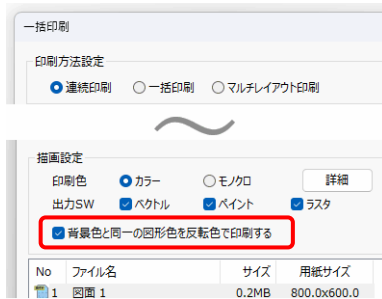 一括印刷
印刷方法設定
連続印刷 一括印刷 マルチレイアウト印刷
描画設定
印刷色 カラー モノクロ 詳細
出力SW ベクトル ペイント ラスタ
背景色と同一の図形色を反転色で印刷する
No ファイル名 サイズ 用紙サイズ
1 図面 1 0.2MB 800.0x600.0